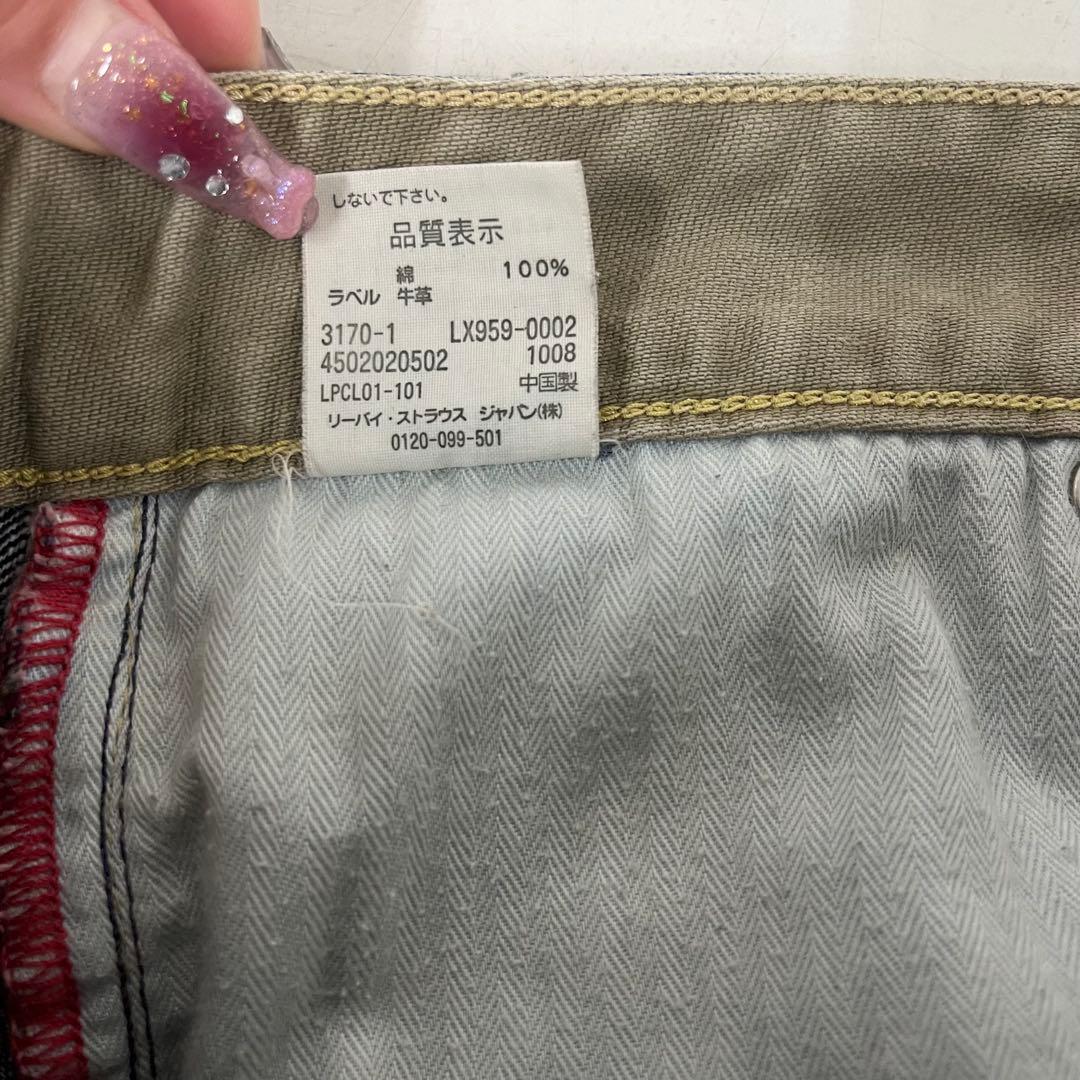 しないで下さい。
品質表示
綿 100%
ラベル 牛革
3170-1 LX959-0002
4502020502 1008
LPCL01-101 中国製
リーバイ・ストラウス ジャパン(株)
0120-099-501